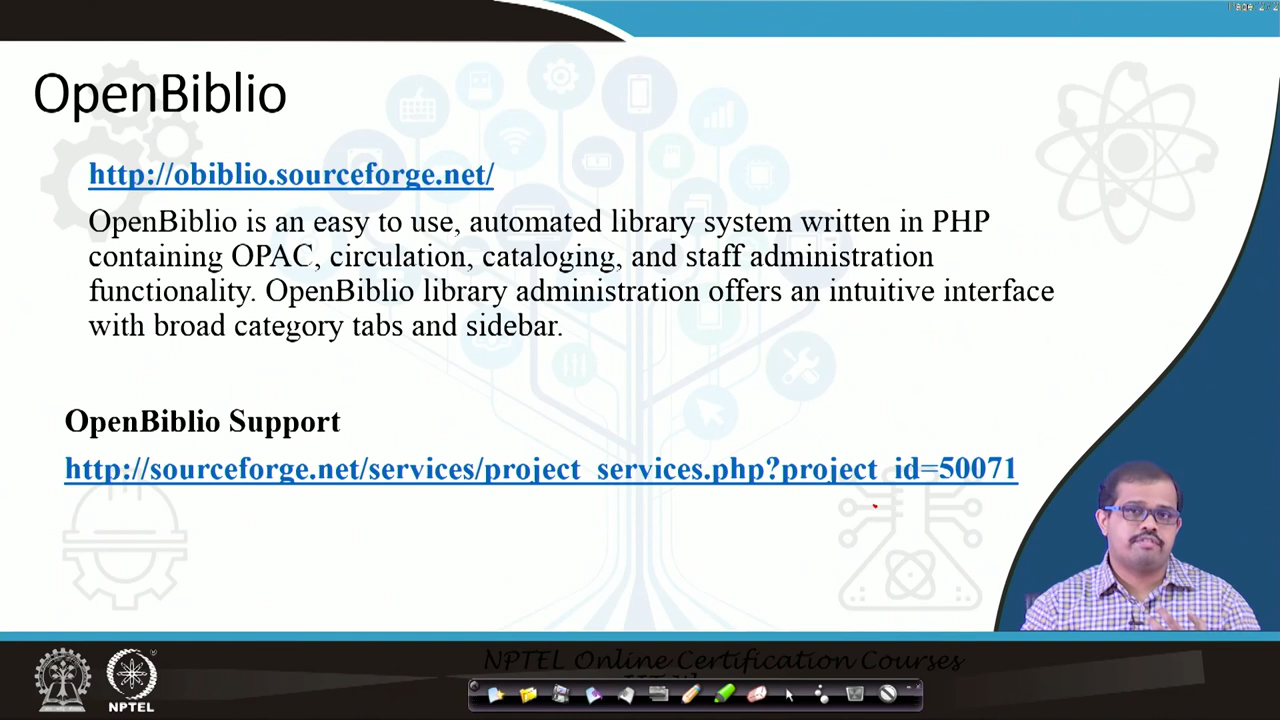 OpenBiblio
http://obiblio.sourceforge.net/
OpenBiblio is an easy to use, automated library system written in PHP
containing OPAC, circulation, cataloging, and staff administration
functionality. OpenBiblio library administration offers an intuitive interface
with broad category tabs and sidebar.
OpenBiblio Support
http://sourceforge.net/services/project_services.php?project_id=50071
NPTEL Online Certification Courses
NPTEL